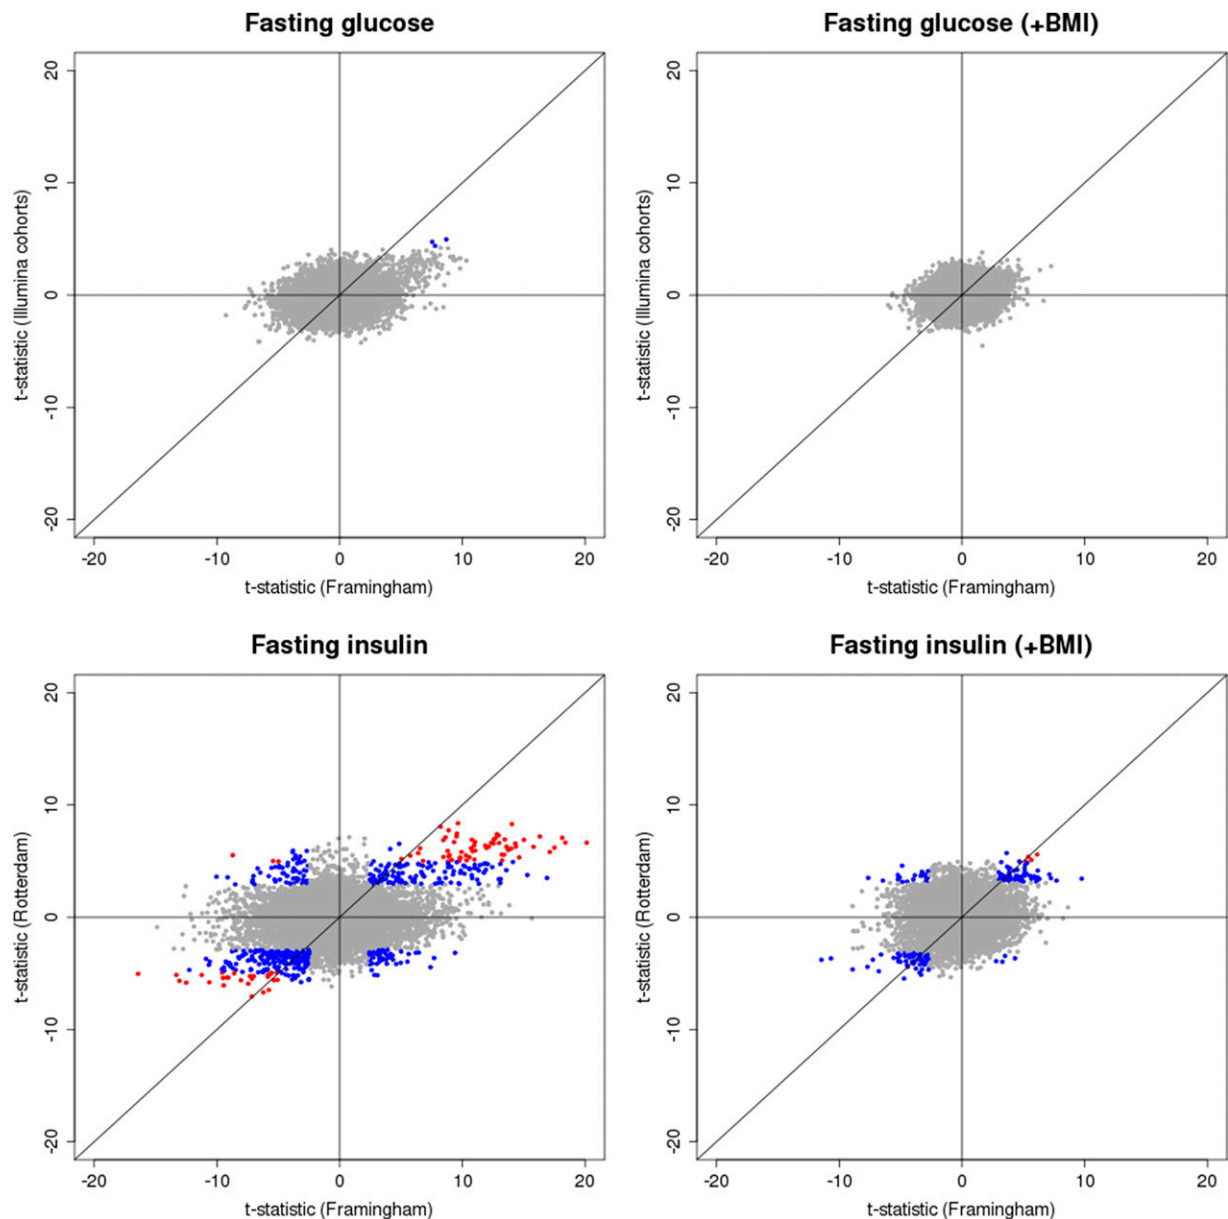 Fasting glucose
t-statistic (Illumina cohorts)
20
10
0
-10
-20
-20 -10 0 10 20
t-statistic (Framingham)
Fasting glucose (+BMI)
t-statistic (Illumina cohorts)
20
10
0
-10
-20
-20 -10 0 10 20
t-statistic (Framingham)
Fasting insulin
t-statistic (Rotterdam)
20
10
0
-10
-20
-20 -10 0 10 20
t-statistic (Framingham)
Fasting insulin (+BMI)
t-statistic (Rotterdam)
20
10
0
-10
-20
-20 -10 0 10 20
t-statistic (Framingham)